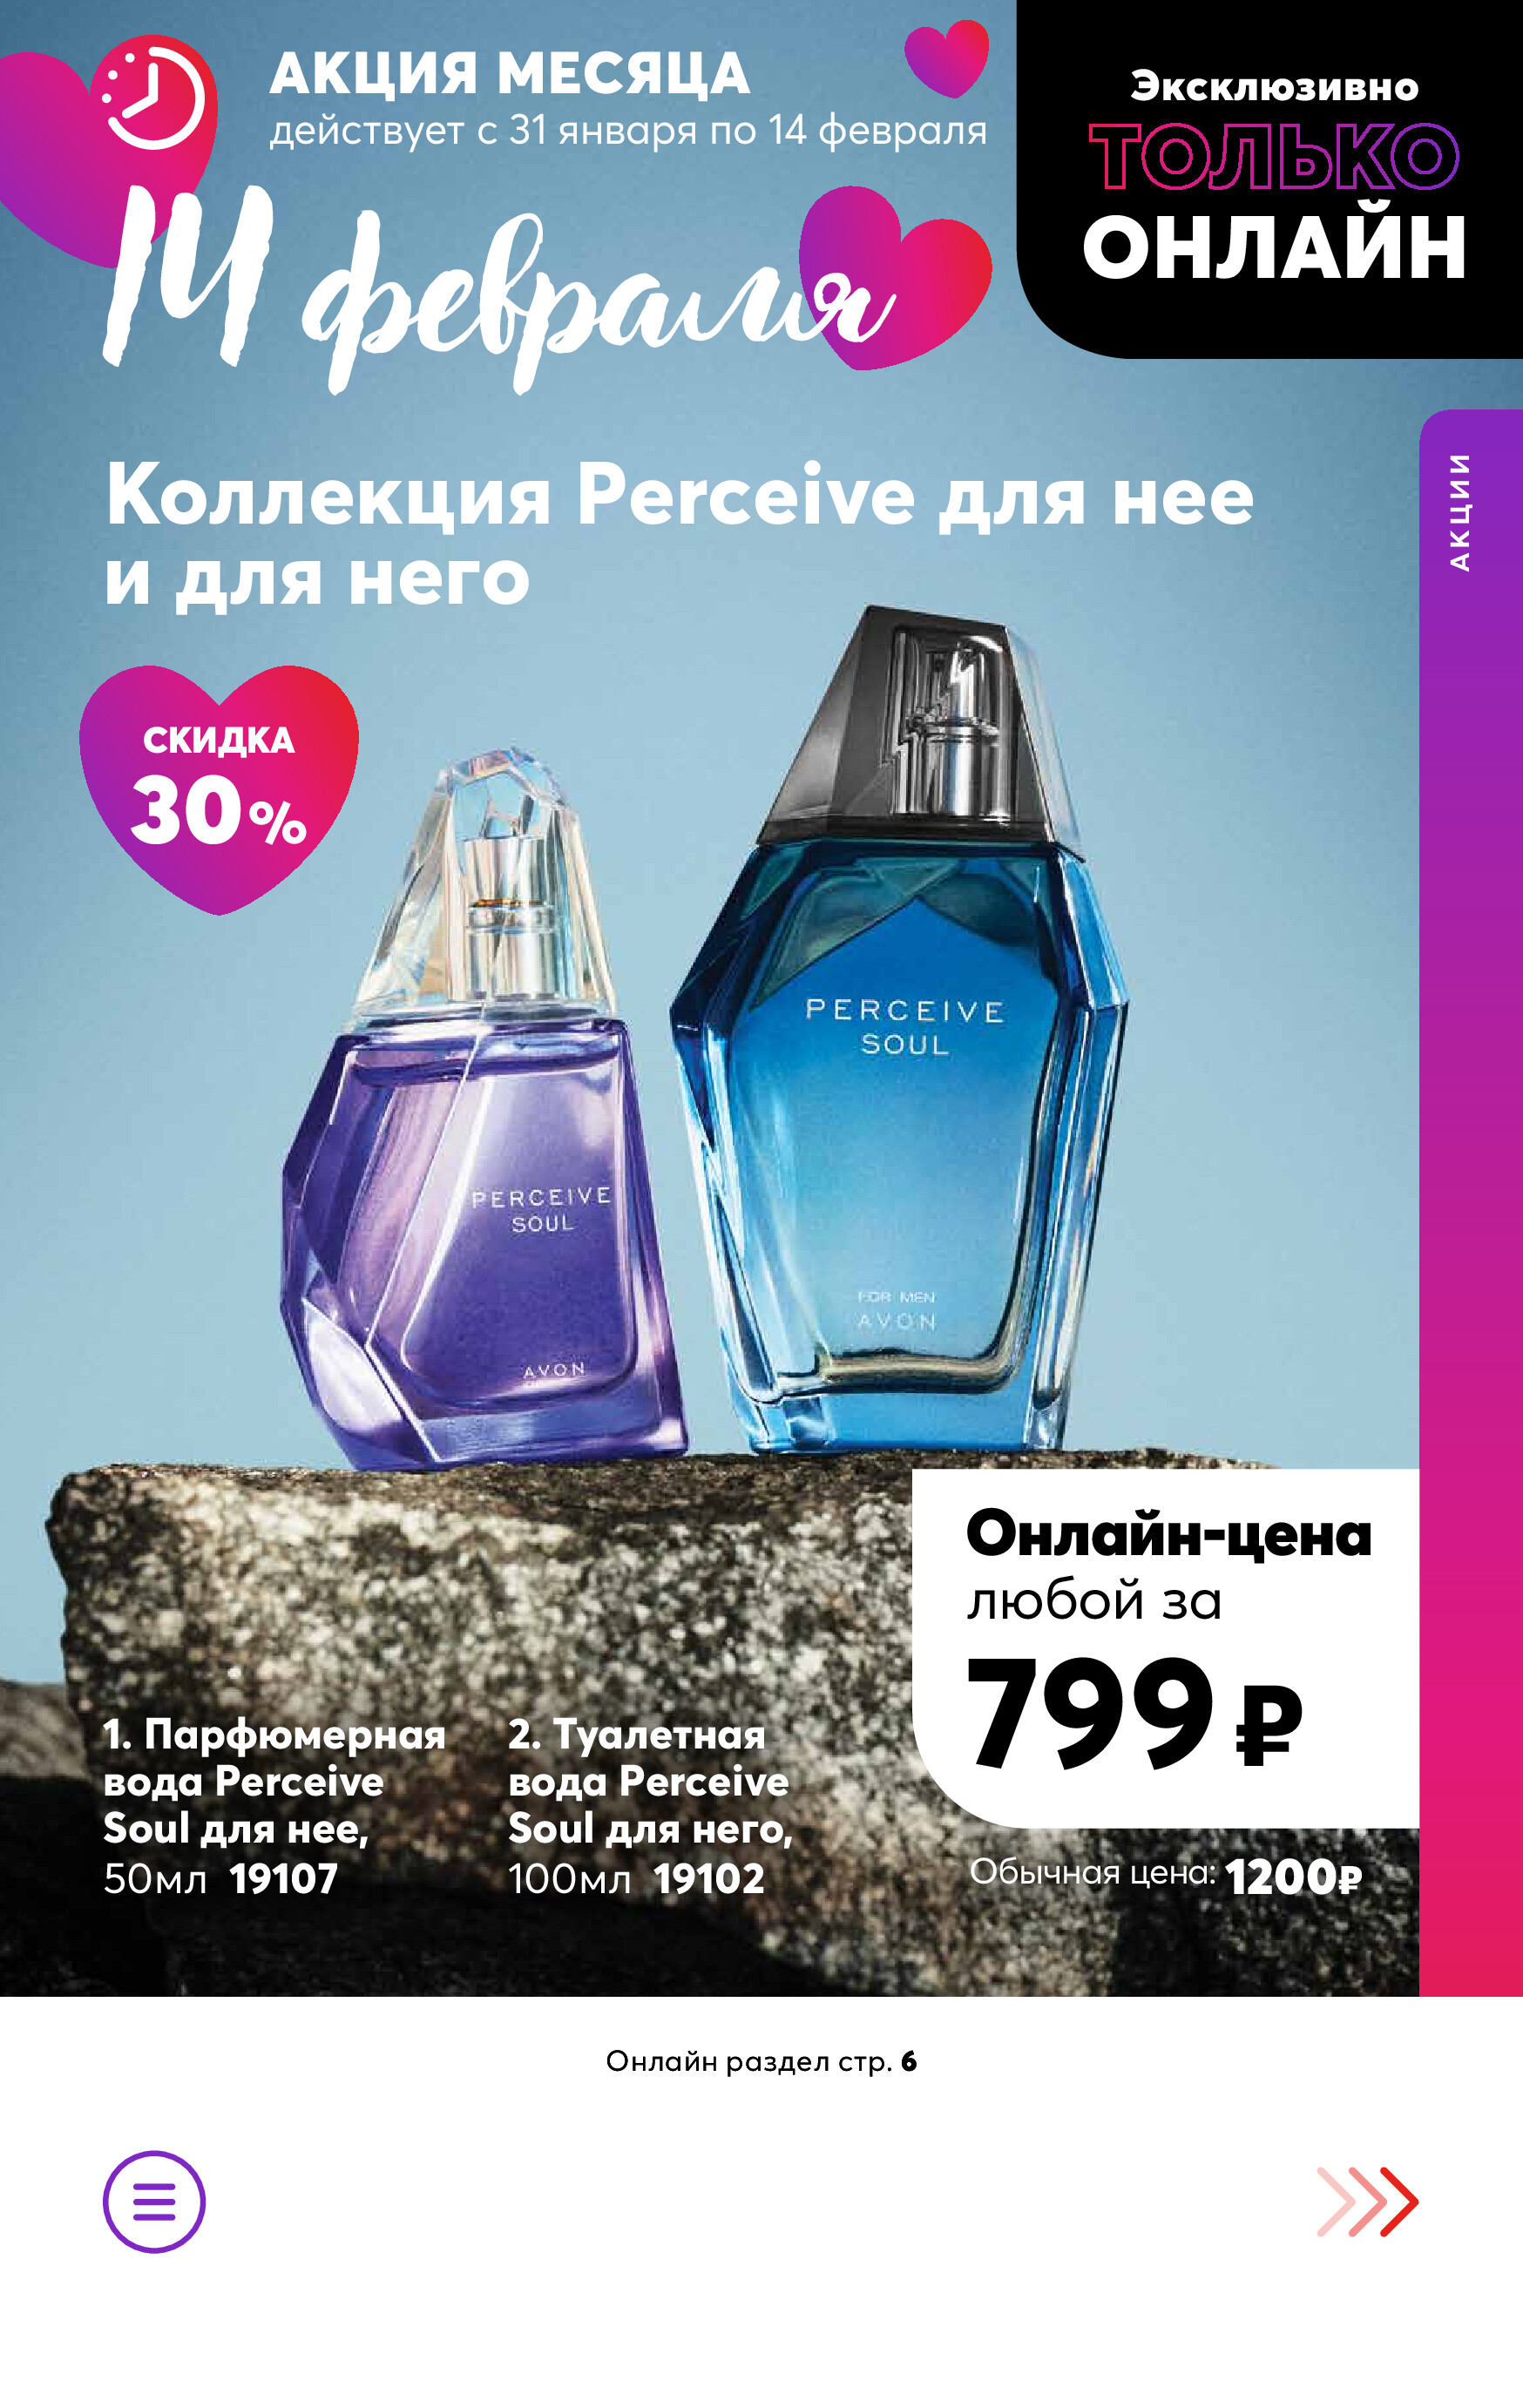 АКЦИЯ МЕСЯЦА
действует с 31 января по 14 февраля
Эксклюзивно
ТОЛЬКО
ОНЛАЙН
14 февраля
АКЦИИ
Коллекция Perceive для нее
и для него
СКИДКА
30%
PERCEIVE
SOUL
FOR MEN
AVON
PERCEIVE
SOUL
AVON
Онлайн-цена
любой за
799 ₽
1. Парфюмерная
вода Perceive
Soul для нее,
50мл 19107
2. Туалетная
вода Perceive
Soul для него,
100мл 19102
Обычная цена: 1200₽
Онлайн раздел стр. 6